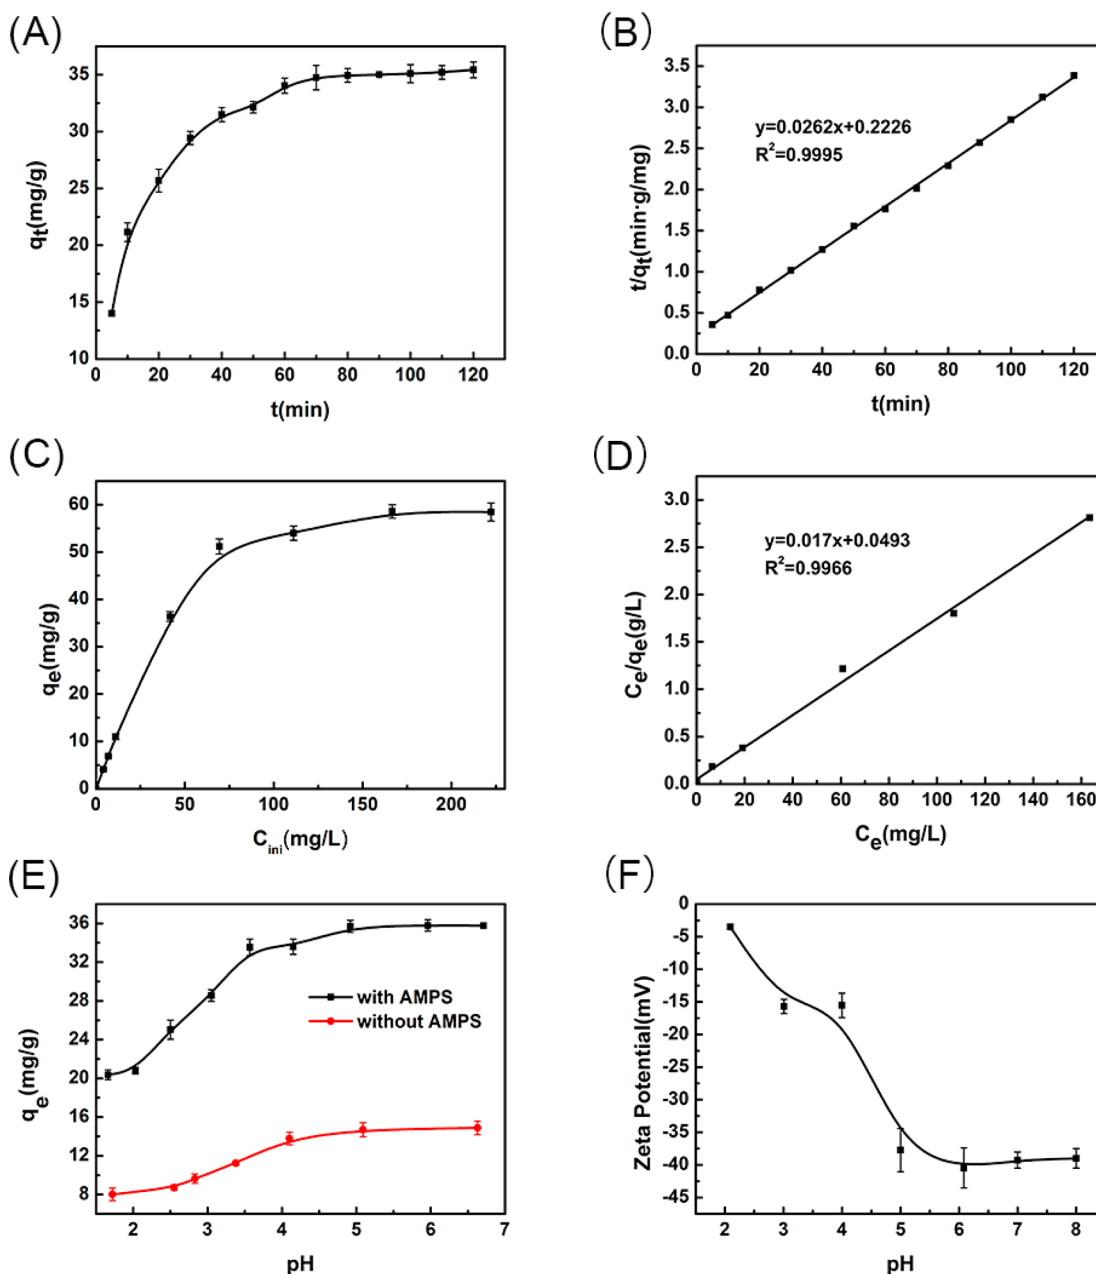 (A)
35
30
25
20
15
10
0 20 40 60 80 100 120
qt(mg/g)
t(min)
(B)
3.5
3.0
2.5
2.0
1.5
1.0
0.5
0.0
0 20 40 60 80 100 120
t/qt(min·g/mg)
t(min)
y=0.0262x+0.2226
R²=0.9995
(C)
60
50
40
30
20
10
0
0 50 100 150 200
qe(mg/g)
Cini(mg/L)
(D)
3.0
2.5
2.0
1.5
1.0
0.5
0.0
0 20 40 60 80 100 120 140 160
Ce/qe(g/L)
Ce(mg/L)
y=0.017x+0.0493
R²=0.9966
(E)
36
32
28
24
20
16
12
8
2 3 4 5 6 7
qe(mg/g)
pH
with AMPS
without AMPS
(F)
0
-5
-10
-15
-20
-25
-30
-35
-40
-45
2 3 4 5 6 7 8
Zeta Potential(mV)
pH